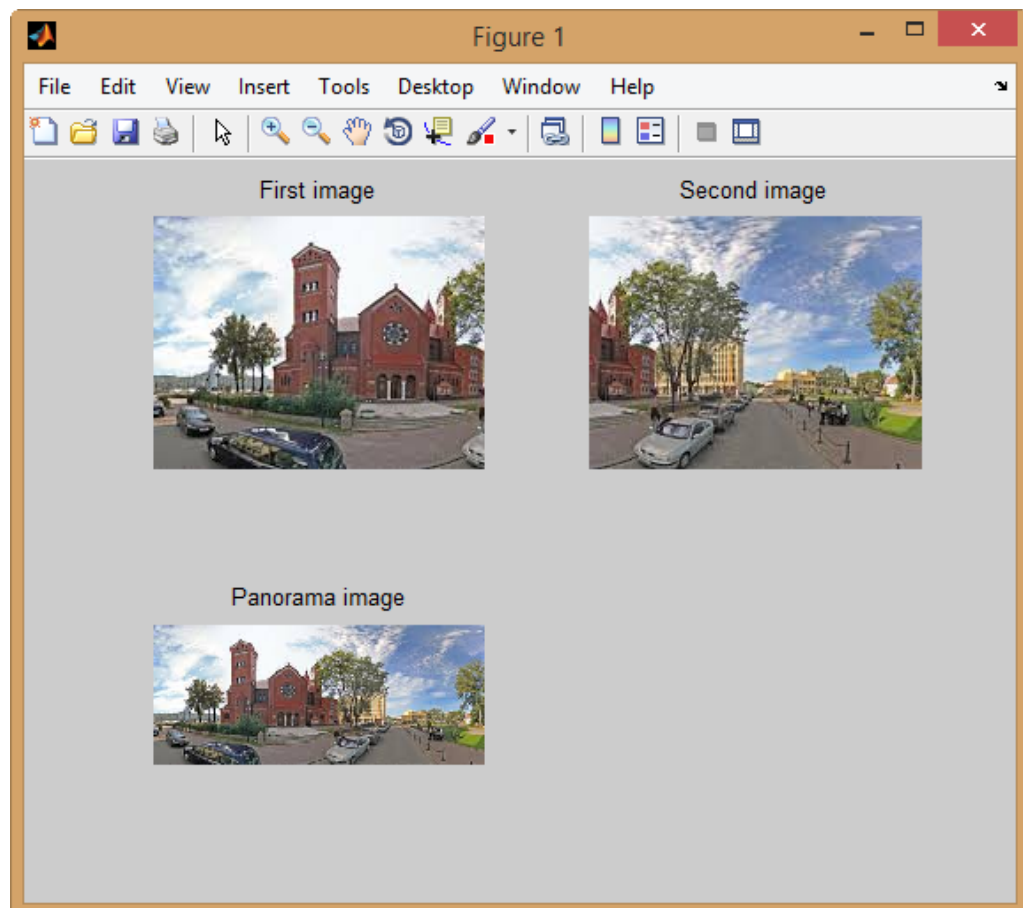 Figure 1
File Edit View Insert Tools Desktop Window Help
First image
Second image
Panorama image